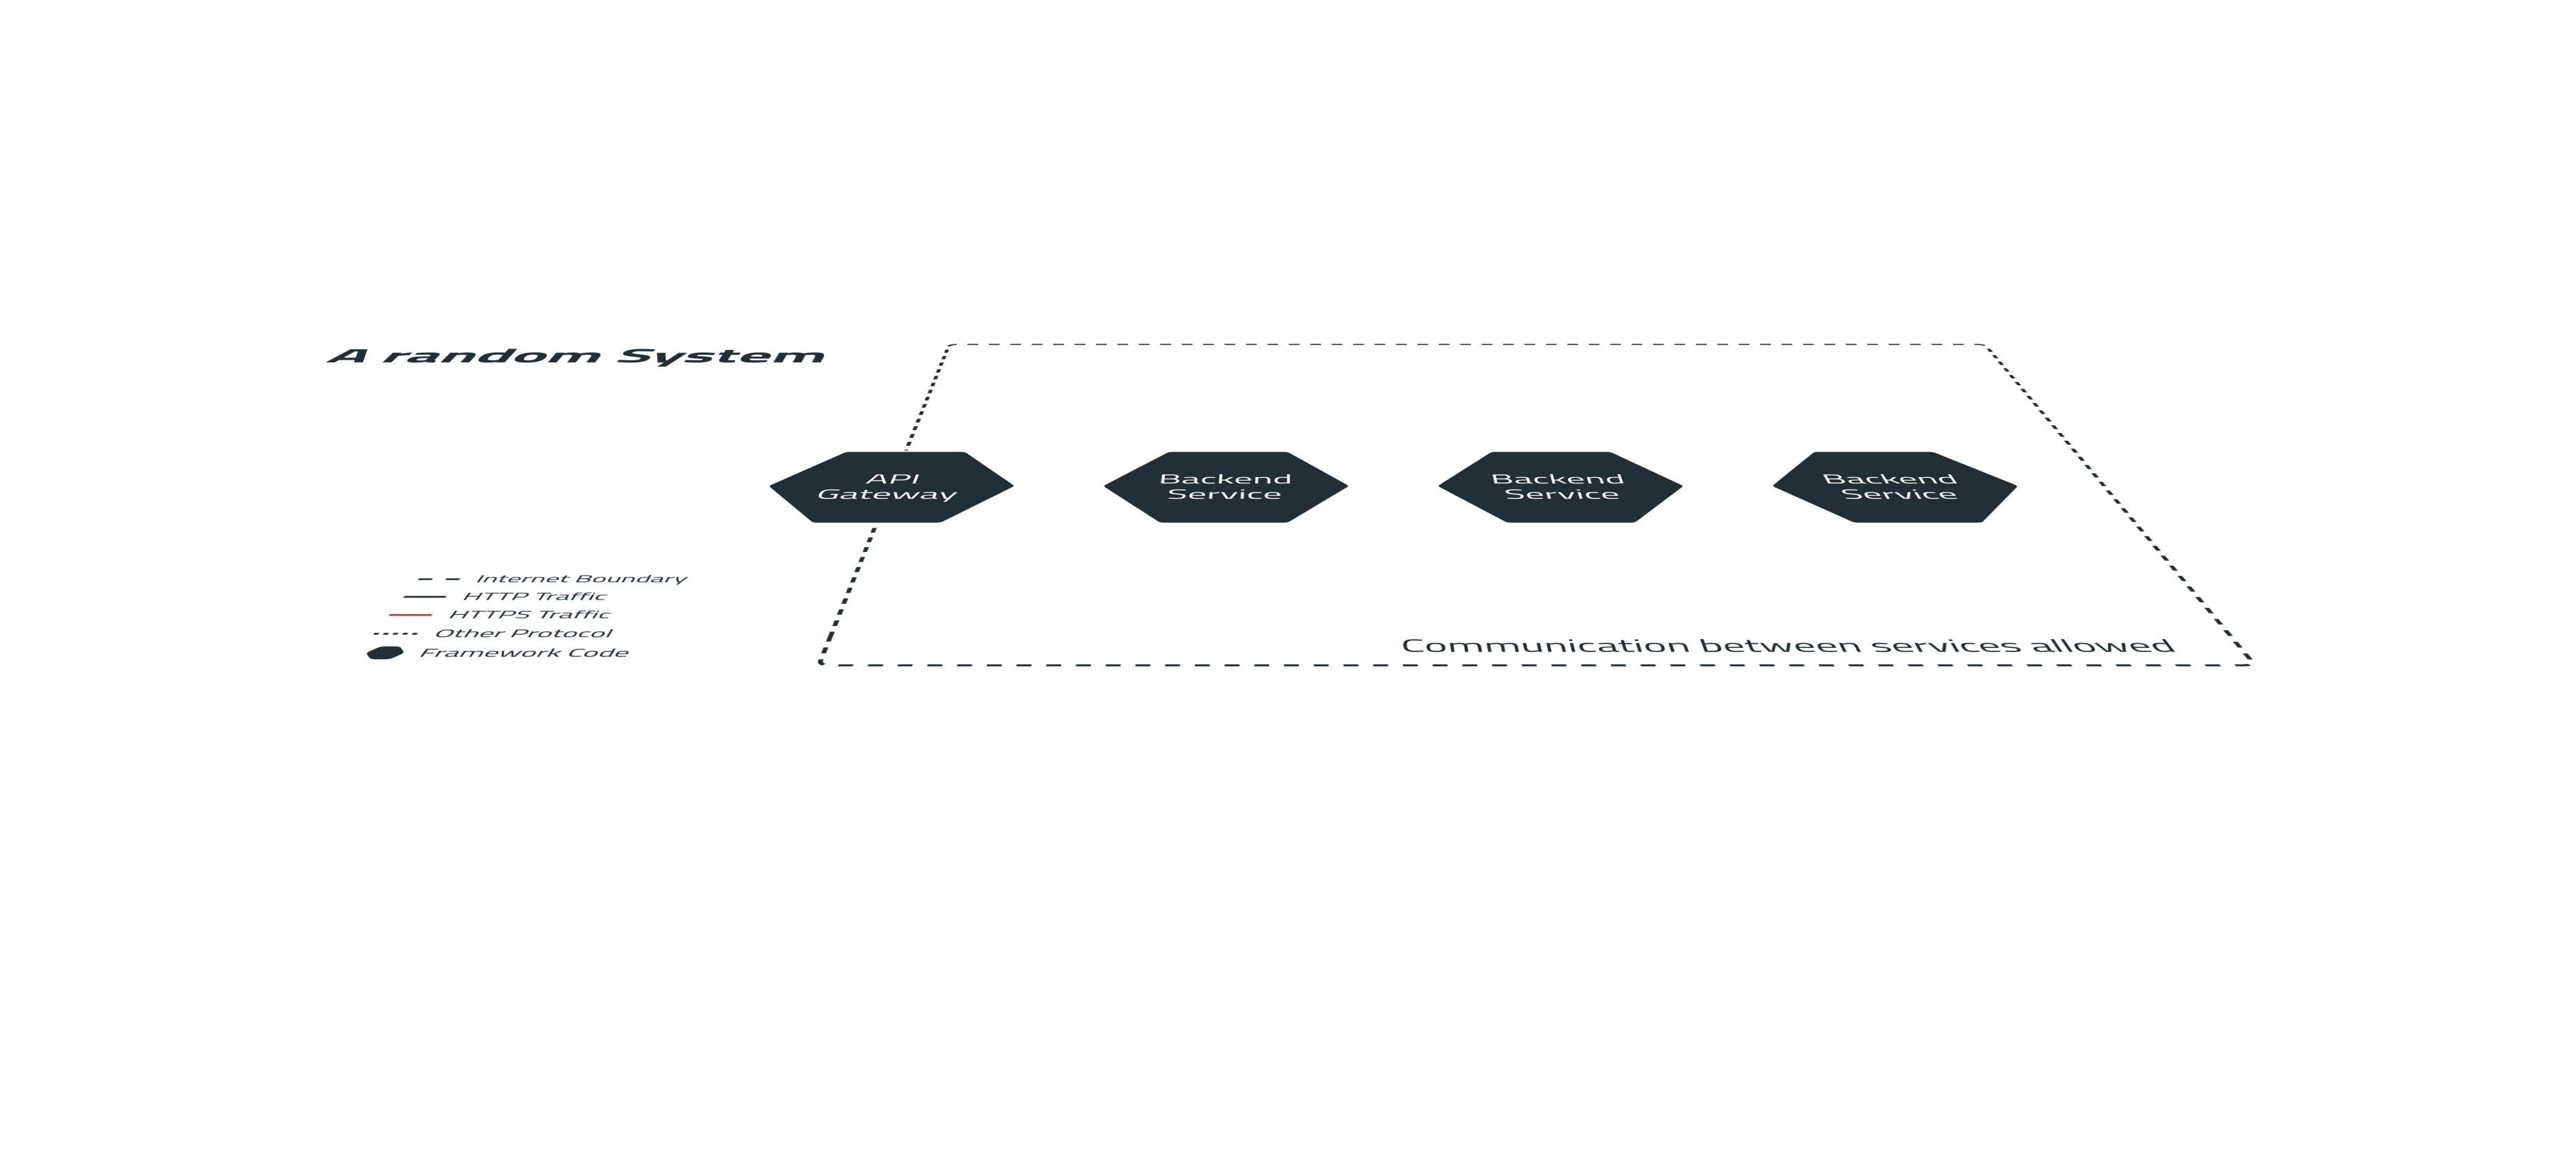 A random System
API
Gateway
Backend
Service
Backend
Service
Backend
Service
Internet Boundary
HTTP Traffic
HTTPS Traffic
Other Protocol
Framework Code
Communication between services allowed